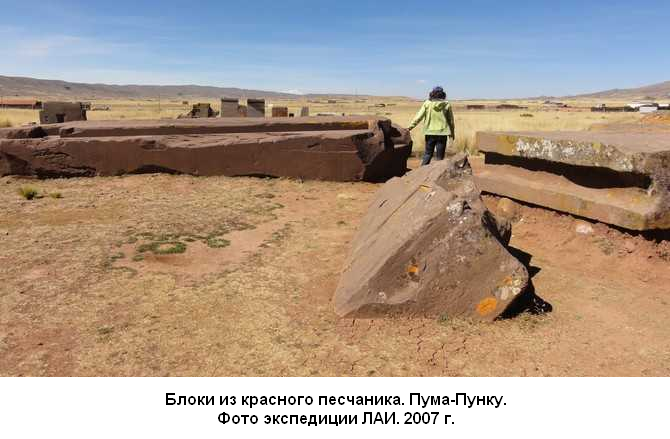 Блоки из красного песчаника. Пума-Пунку.
Фото экспедиции ЛАИ. 2007 г.